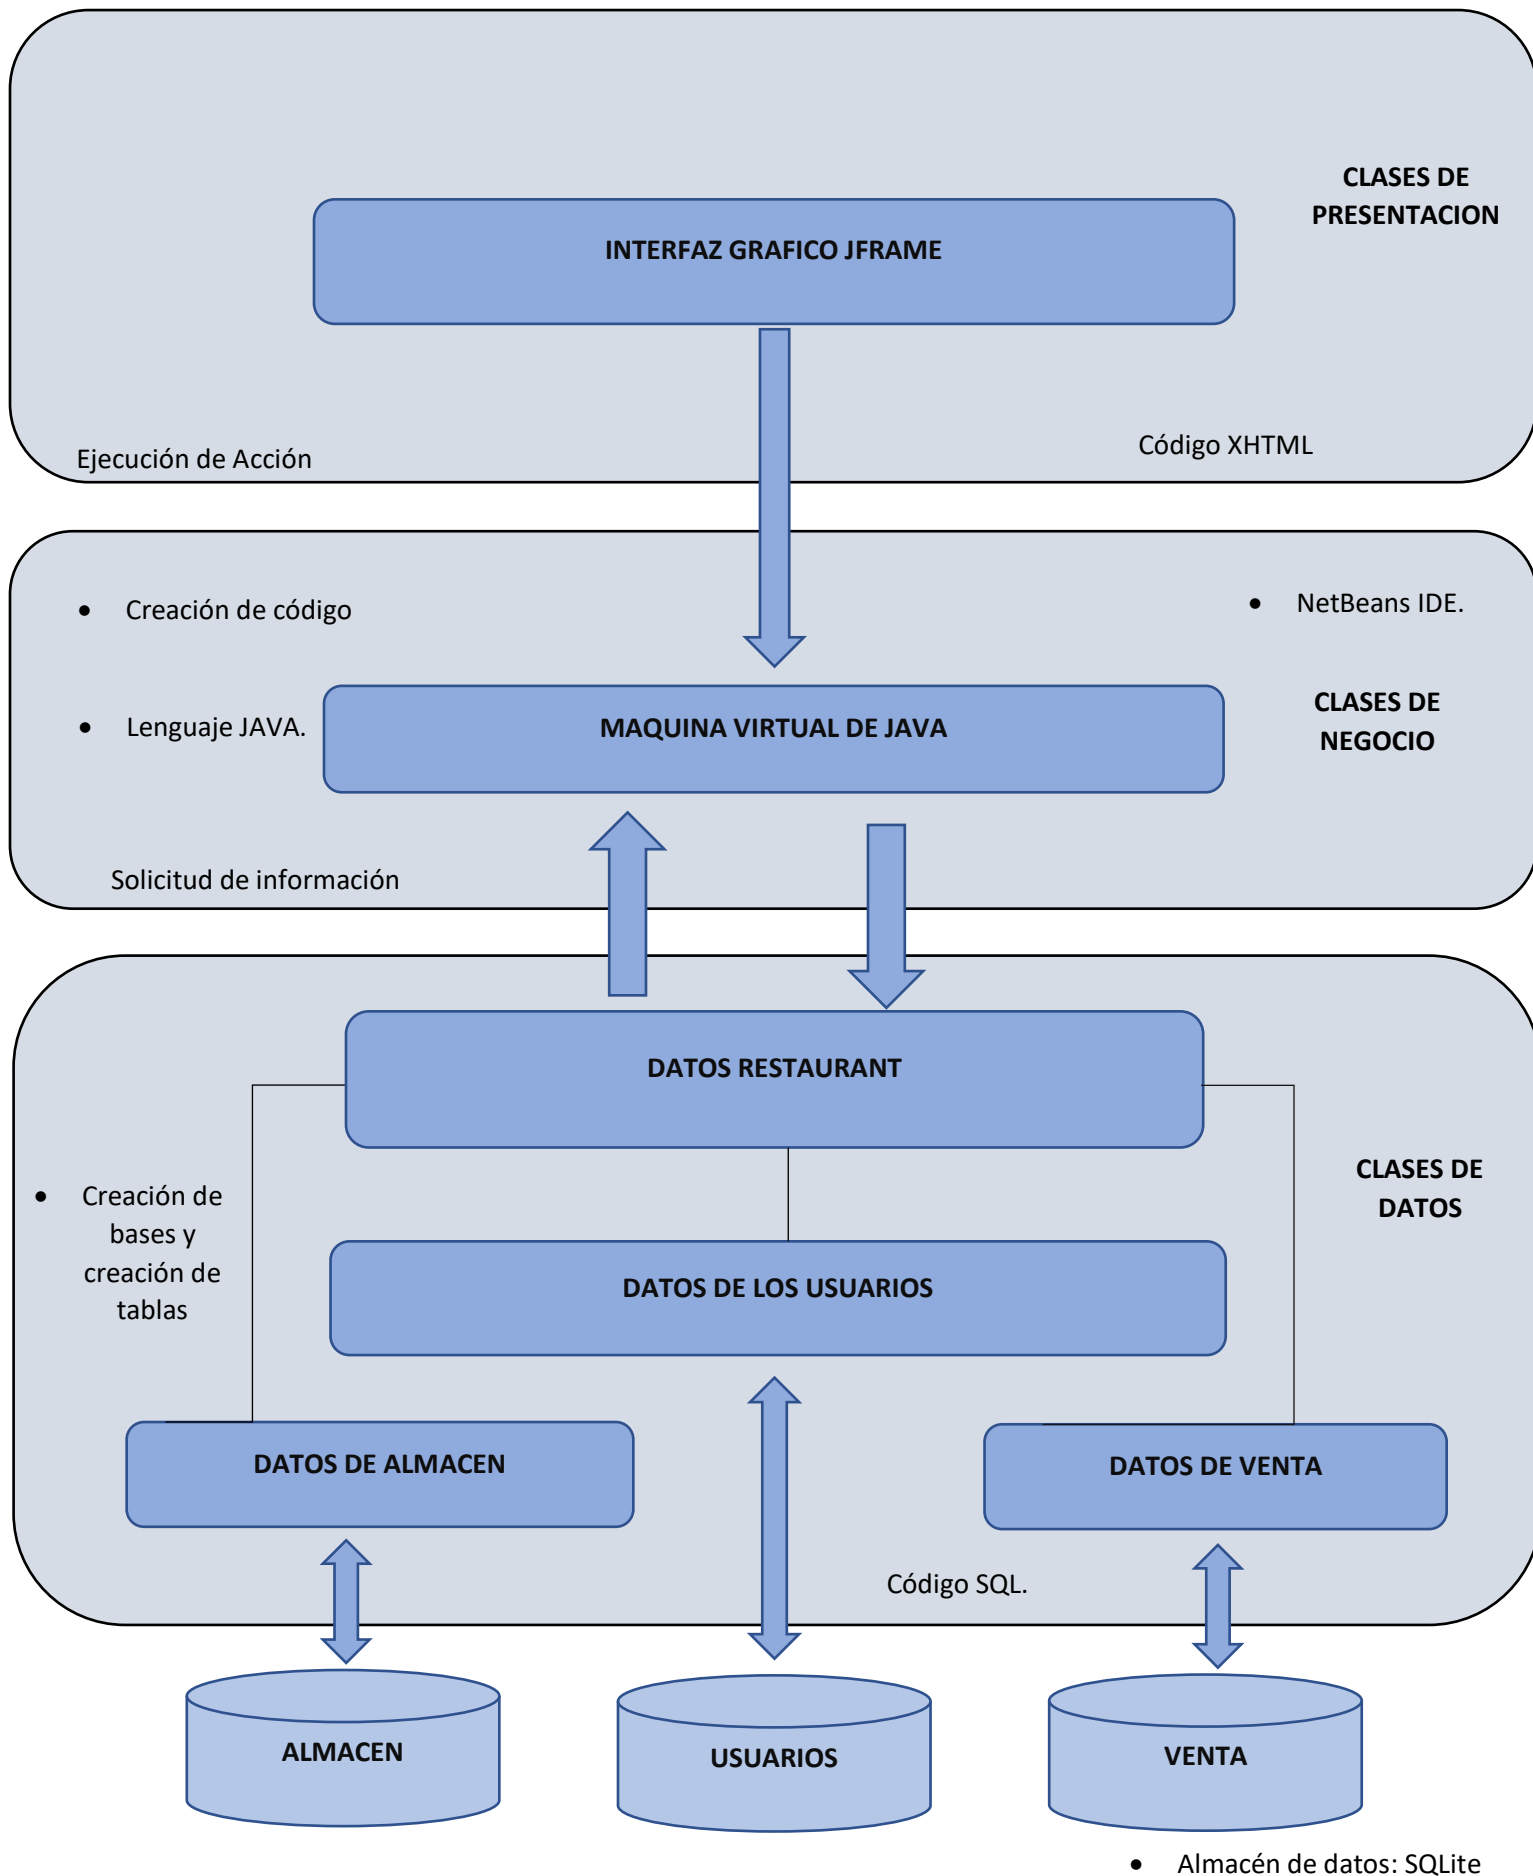 CLASES DE
PRESENTACION
INTERFAZ GRAFICO JFRAME
Ejecución de Acción
Código XHTML
• Creación de código
• NetBeans IDE.
• Lenguaje JAVA.
MAQUINA VIRTUAL DE JAVA
CLASES DE
NEGOCIO
Solicitud de información
DATOS RESTAURANT
CLASES DE
DATOS
• Creación de
bases y
creación de
tablas
DATOS DE LOS USUARIOS
DATOS DE ALMACEN
DATOS DE VENTA
Código SQL.
ALMACEN
USUARIOS
VENTA
• Almacén de datos: SQLite